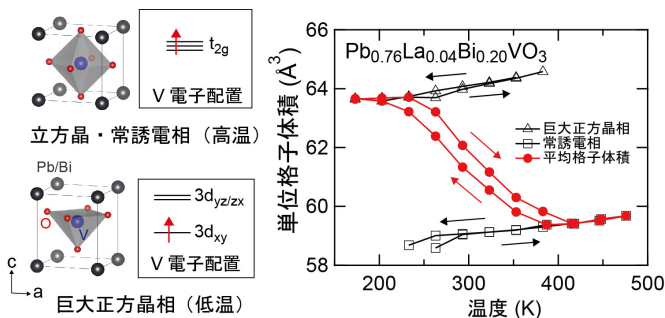 t2g
V 電子配置
立方晶・常誘電相（高温）
Pb/Bi
O
V
c
a
3dyz/zx
3dxy
V 電子配置
巨大正方晶相（低温）
Pb0.76La0.04Bi0.20VO3
単位格子体積 (Å3)
66
64
62
60
58
巨大正方晶相
常誘電相
平均格子体積
200
300
400
500
温度 (K)